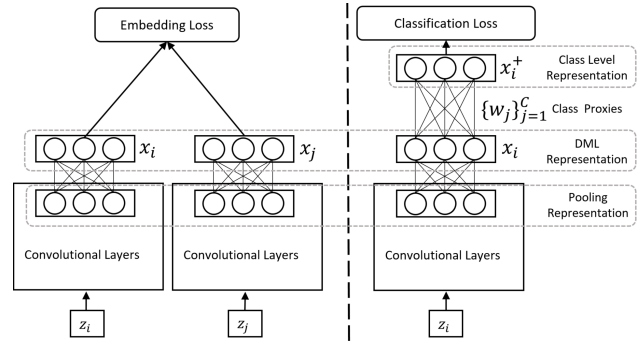 Embedding Loss
Classification Loss
x_i^+
Class Level
Representation
{w_j}_{j=1}^C
Class Proxies
x_i
x_j
x_i
DML
Representation
Pooling
Representation
Convolutional Layers
Convolutional Layers
Convolutional Layers
z_i
z_j
z_i